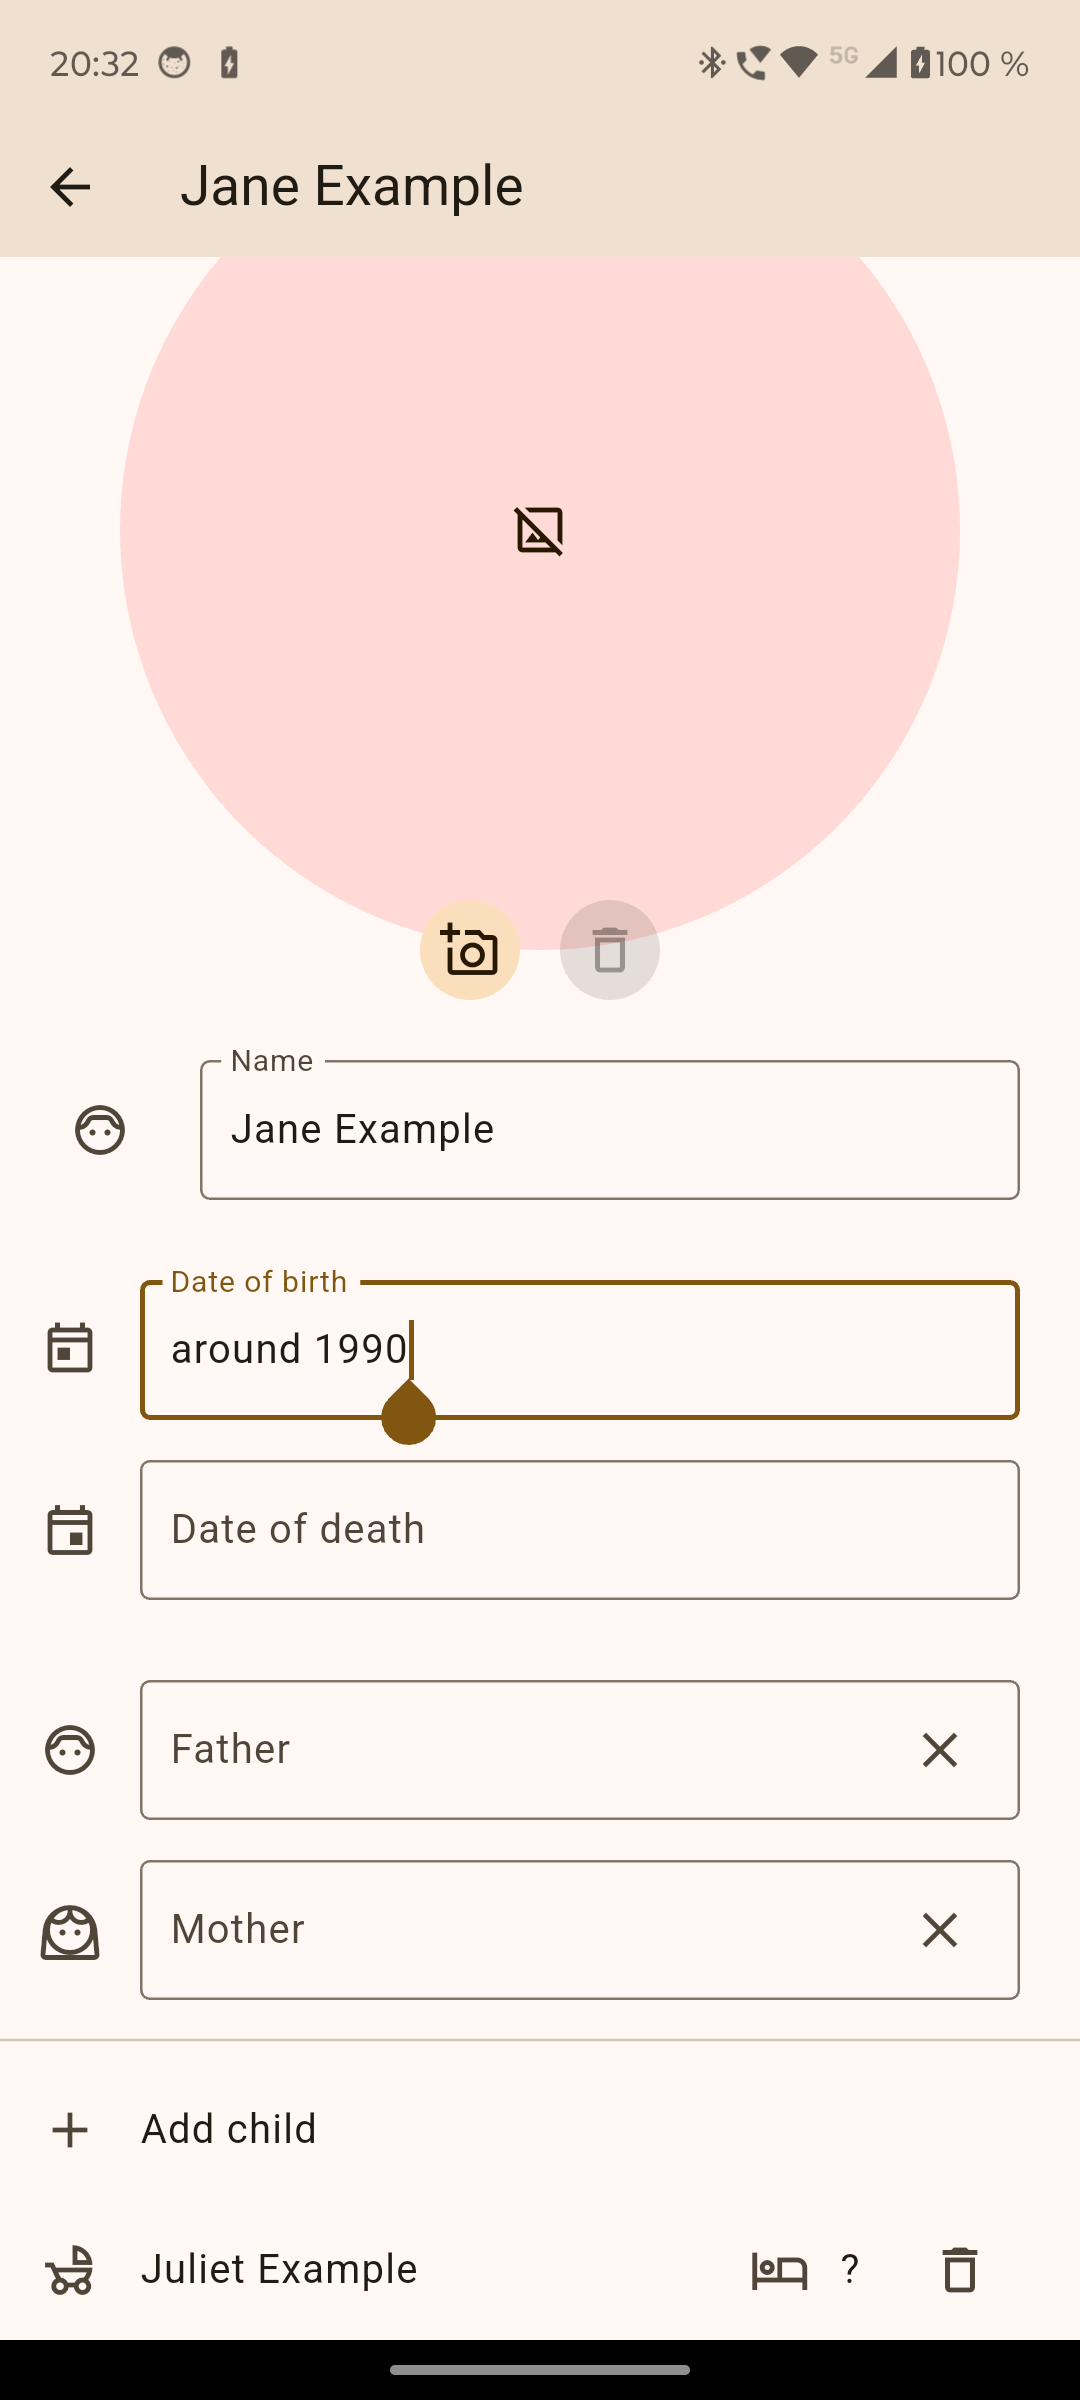 20:32 5G 100 %
Jane Example
Name
Jane Example
Date of birth
around 1990
Date of death
Father
Mother
Add child
Juliet Example ?